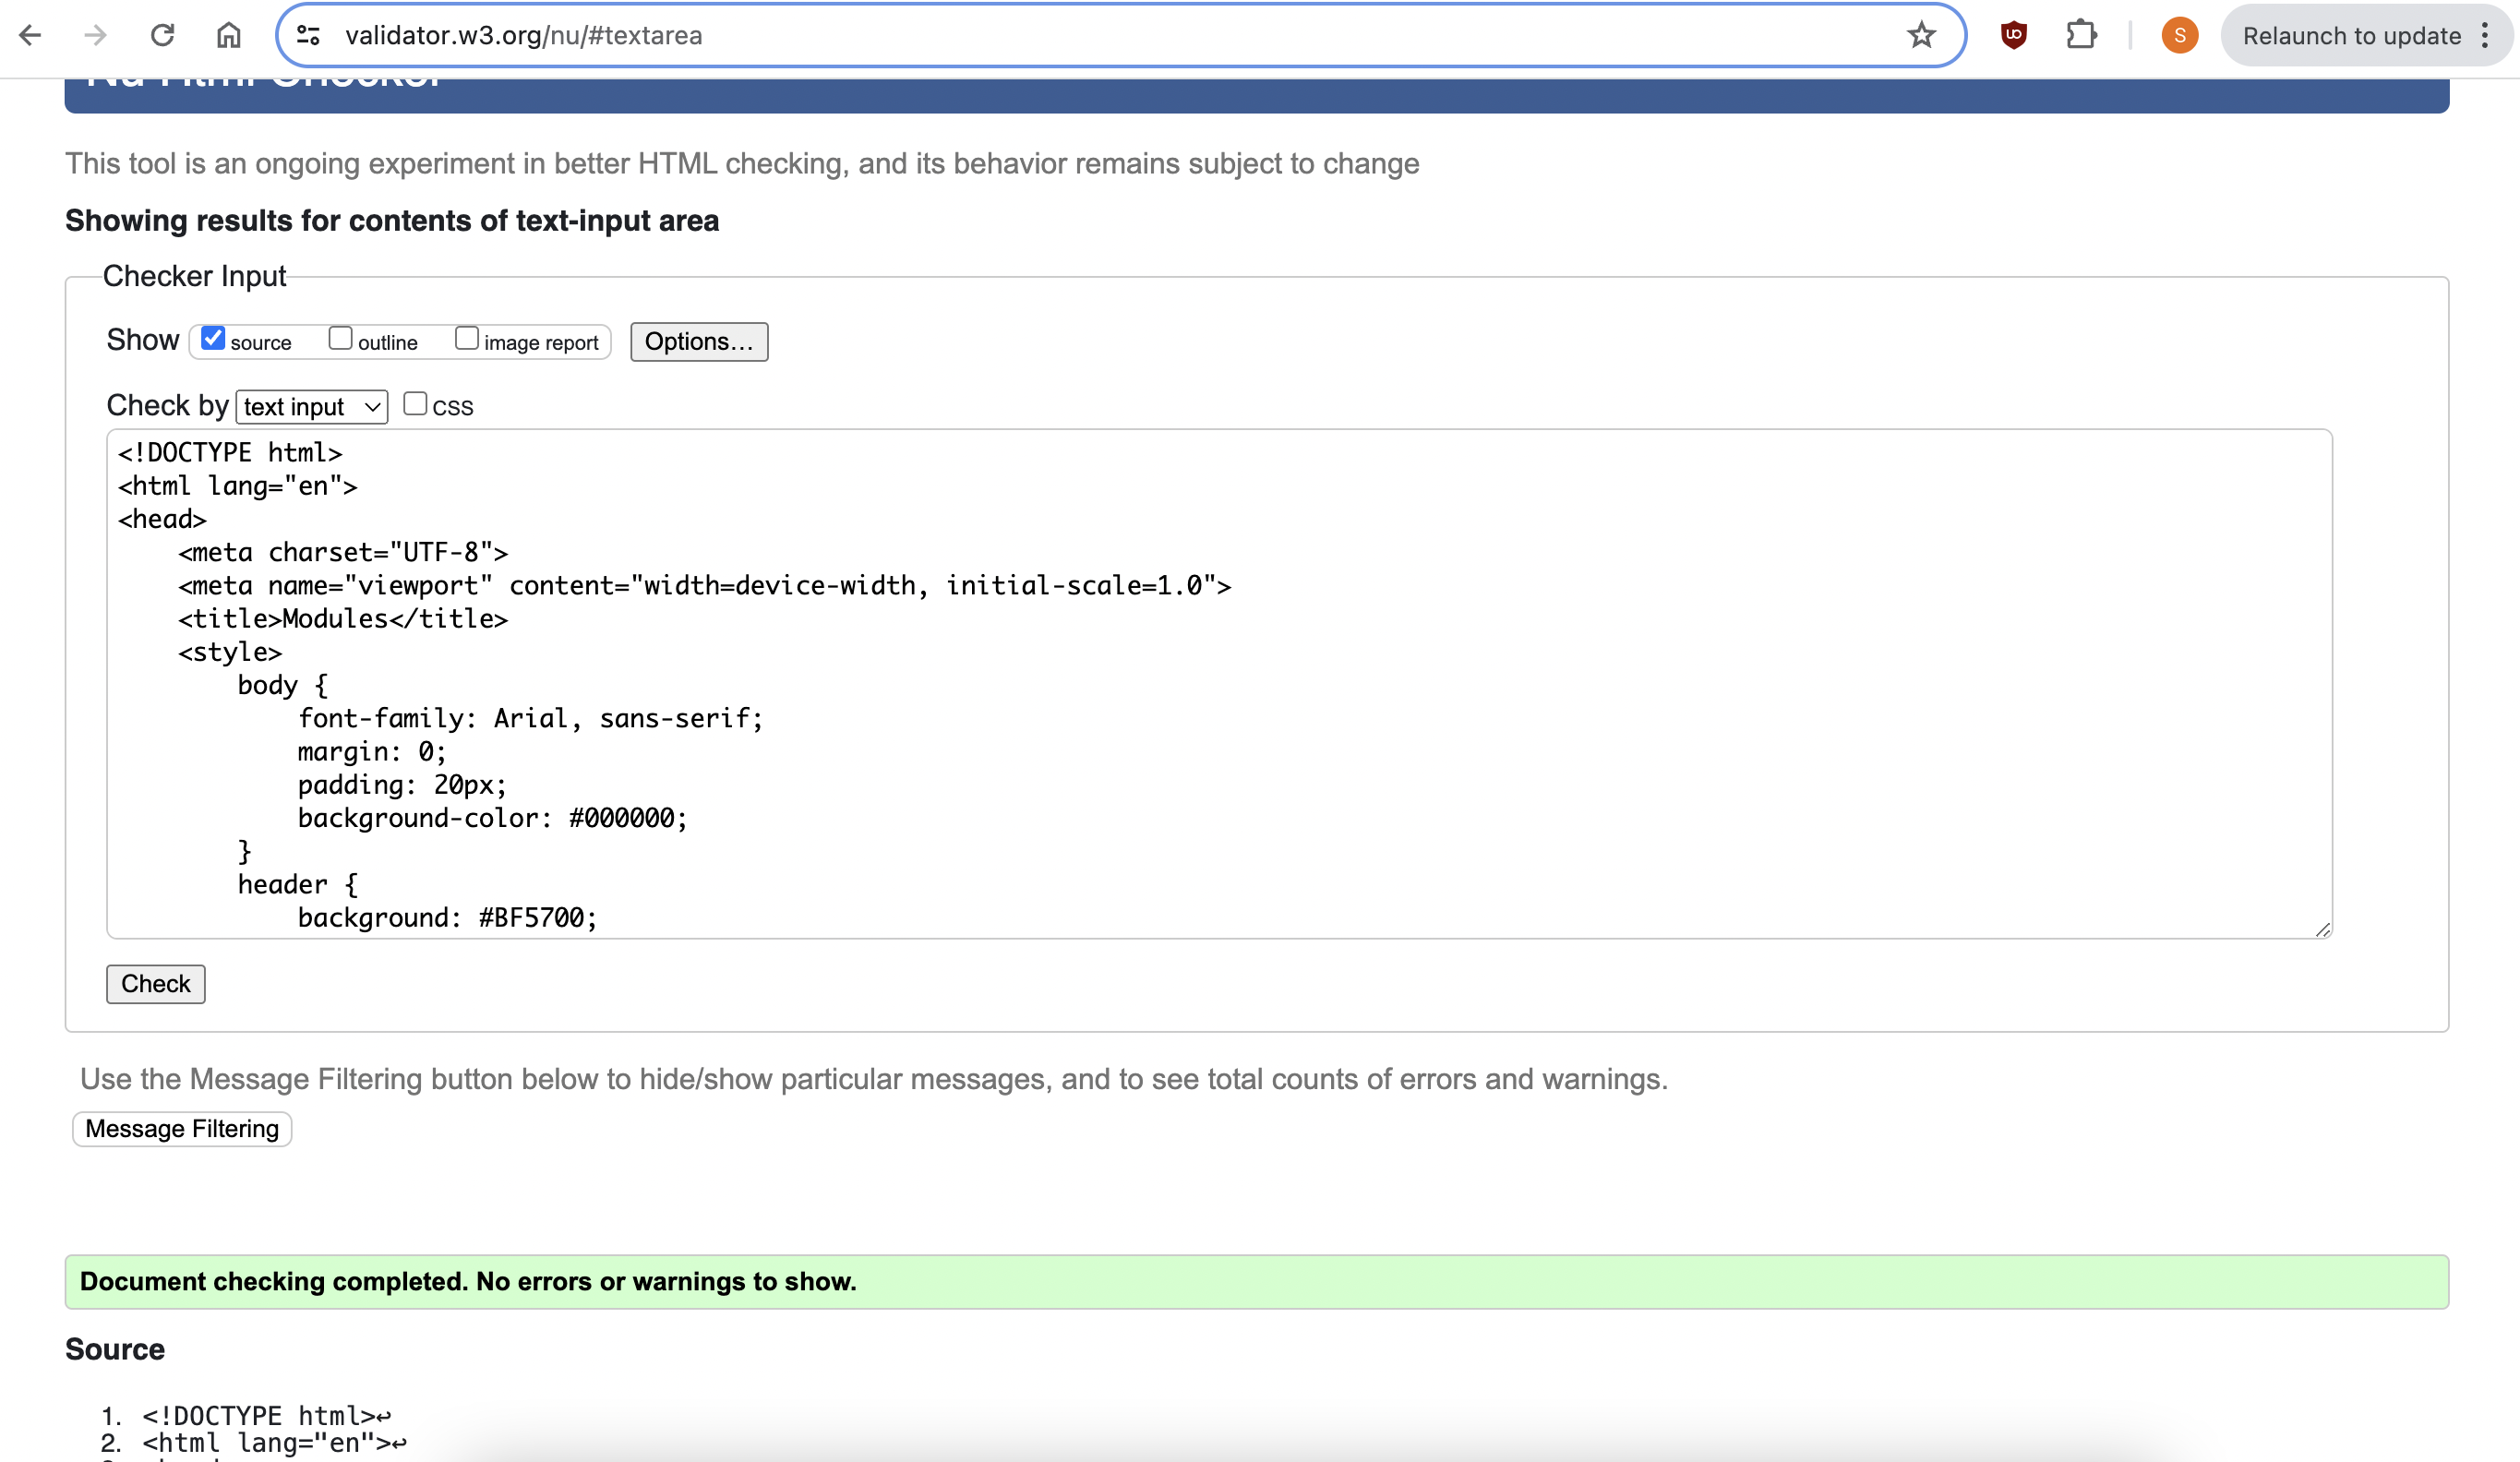 validator.w3.org/nu/#textarea
S
Relaunch to update
Nu Html Checker
This tool is an ongoing experiment in better HTML checking, and its behavior remains subject to change
Showing results for contents of text-input area
Checker Input
Show source outline image report Options...
Check by text input CSS
<!DOCTYPE html>
<html lang="en">
<head>
    <meta charset="UTF-8">
    <meta name="viewport" content="width=device-width, initial-scale=1.0">
    <title>Modules</title>
    <style>
        body {
            font-family: Arial, sans-serif;
            margin: 0;
            padding: 20px;
            background-color: #000000;
        }
        header {
            background: #BF5700;
Check
Use the Message Filtering button below to hide/show particular messages, and to see total counts of errors and warnings.
Message Filtering
Document checking completed. No errors or warnings to show.
Source
1. <!DOCTYPE html>↩
2. <html lang="en">↩